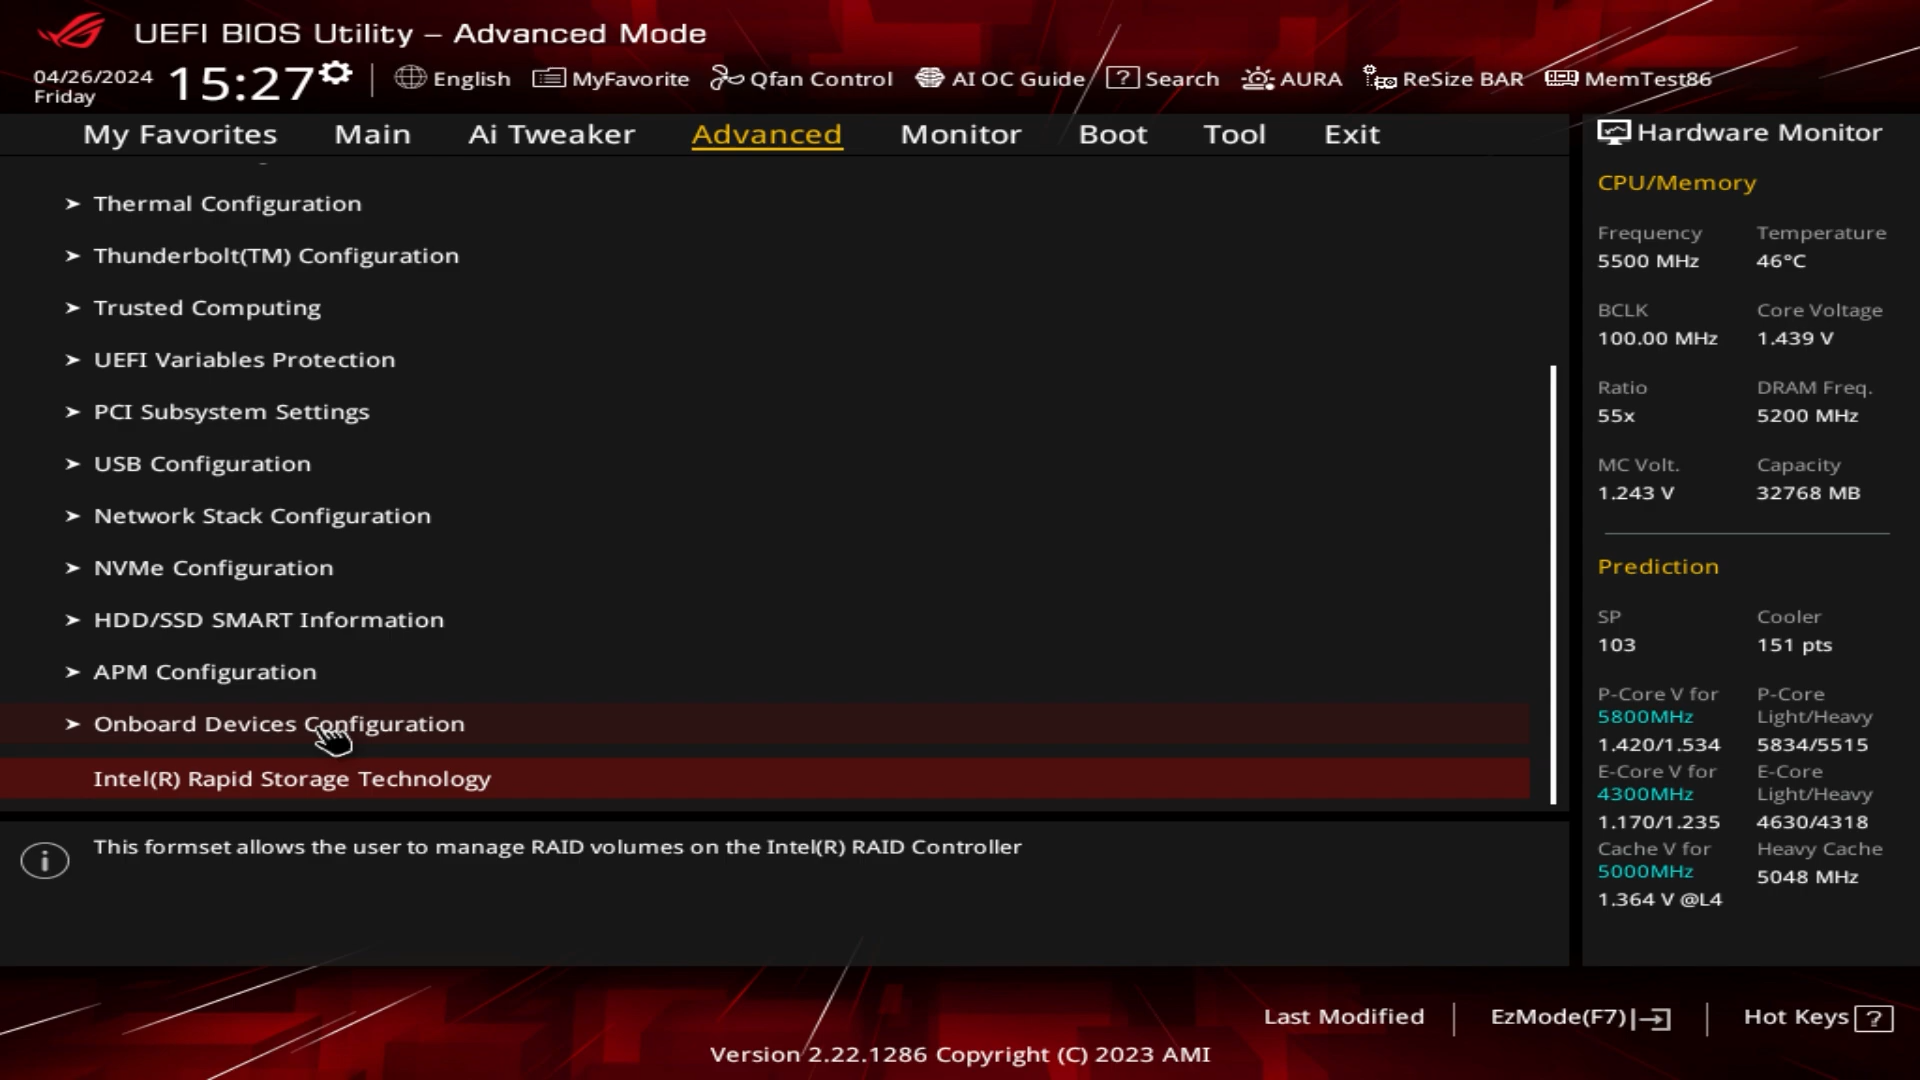 UEFI BIOS Utility – Advanced Mode
04/26/2024
Friday
15:27
English
MyFavorite
Qfan Control
AI OC Guide
? Search
AURA
ReSize BAR
MemTest86
My Favorites
Main
Ai Tweaker
Advanced
Monitor
Boot
Tool
Exit
Thermal Configuration
Thunderbolt(TM) Configuration
Trusted Computing
UEFI Variables Protection
PCI Subsystem Settings
USB Configuration
Network Stack Configuration
NVMe Configuration
HDD/SSD SMART Information
APM Configuration
Onboard Devices Configuration
Intel(R) Rapid Storage Technology
i
This formset allows the user to manage RAID volumes on the Intel(R) RAID Controller
Hardware Monitor
CPU/Memory
Frequency Temperature
5500 MHz 46°C
BCLK Core Voltage
100.00 MHz 1.439 V
Ratio DRAM Freq.
55x 5200 MHz
MC Volt. Capacity
1.243 V 32768 MB
Prediction
SP Cooler
103 151 pts
P-Core V for P-Core
5800MHz Light/Heavy
1.420/1.534 5834/5515
E-Core V for E-Core
4300MHz Light/Heavy
1.170/1.235 4630/4318
Cache V for Heavy Cache
5000MHz 5048 MHz
1.364 V @L4
Last Modified
EzMode(F7)
Hot Keys ?
Version 2.22.1286 Copyright (C) 2023 AMI